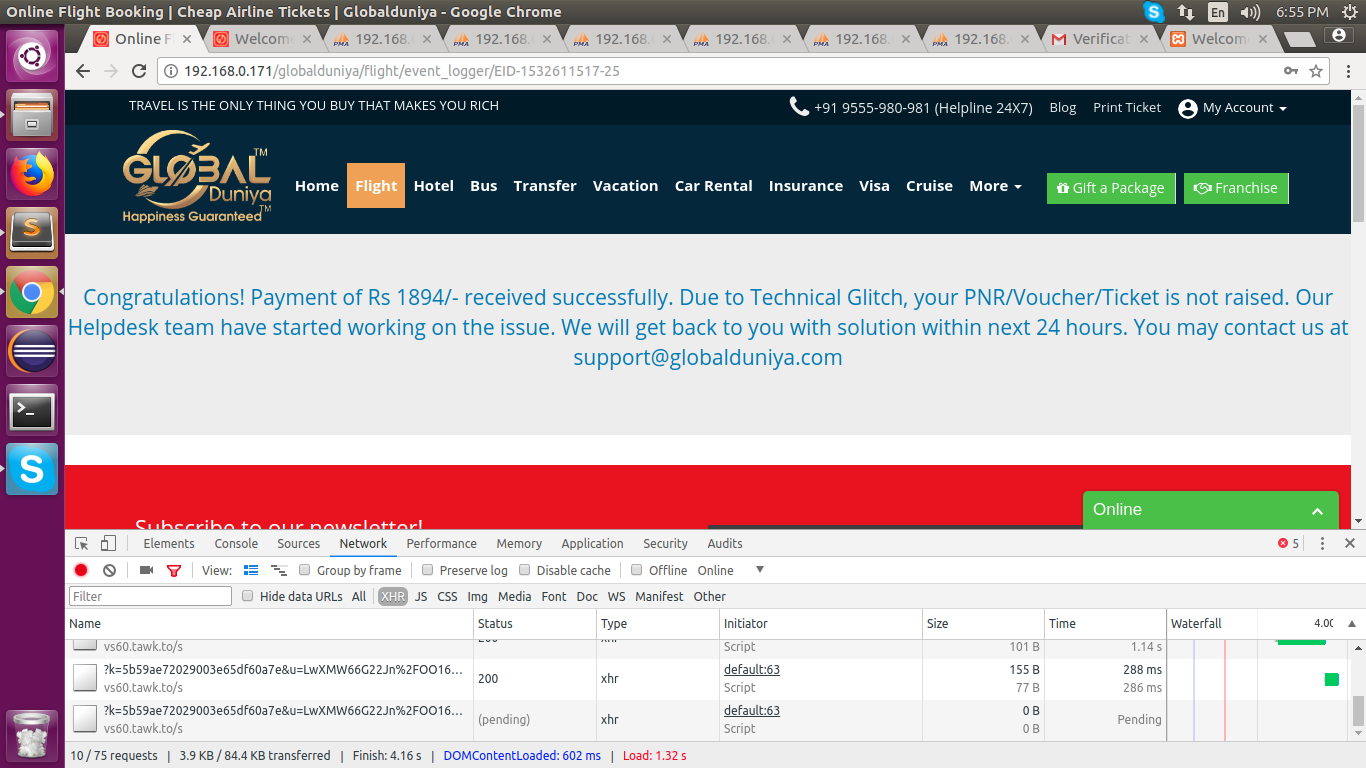 Online Flight Booking | Cheap Airline Tickets | Globalduniya - Google Chrome
En
6:55 PM
Online F
Welcome
PMA 192.168.
PMA 192.168.
PMA 192.168.
PMA 192.168.
PMA 192.168.
PMA 192.168.
Verificat
Welcom
192.168.0.171/globalduniya/flight/event_logger/EID-1532611517-25
TRAVEL IS THE ONLY THING YOU BUY THAT MAKES YOU RICH
+91 9555-980-981 (Helpline 24X7)
Blog
Print Ticket
My Account
GLOBAL TM
Duniya
Happiness Guaranteed TM
Home
Flight
Hotel
Bus
Transfer
Vacation
Car Rental
Insurance
Visa
Cruise
More
Gift a Package
Franchise
Congratulations! Payment of Rs 1894/- received successfully. Due to Technical Glitch, your PNR/Voucher/Ticket is not raised. Our
Helpdesk team have started working on the issue. We will get back to you with solution within next 24 hours. You may contact us at
support@globalduniya.com
Subscribe to our newsletter!
Online
Elements
Console
Sources
Network
Performance
Memory
Application
Security
Audits
5
View:
Group by frame
Preserve log
Disable cache
Offline
Online
Filter
Hide data URLs
All
XHR
JS
CSS
Img
Media
Font
Doc
WS
Manifest
Other
Name
Status
Type
Initiator
Size
Time
Waterfall
4.00
vs60.tawk.to/s
200
xhr
Script
101 B
1.14 s
?k=5b59ae72029003e65df60a7e&u=LwXMW66G22Jn%2FOO16...
vs60.tawk.to/s
200
xhr
default:63
Script
155 B
77 B
288 ms
286 ms
?k=5b59ae72029003e65df60a7e&u=LwXMW66G22Jn%2FOO16...
vs60.tawk.to/s
(pending)
xhr
default:63
Script
0 B
0 B
Pending
10 / 75 requests | 3.9 KB / 84.4 KB transferred | Finish: 4.16 s | DOMContentLoaded: 602 ms | Load: 1.32 s